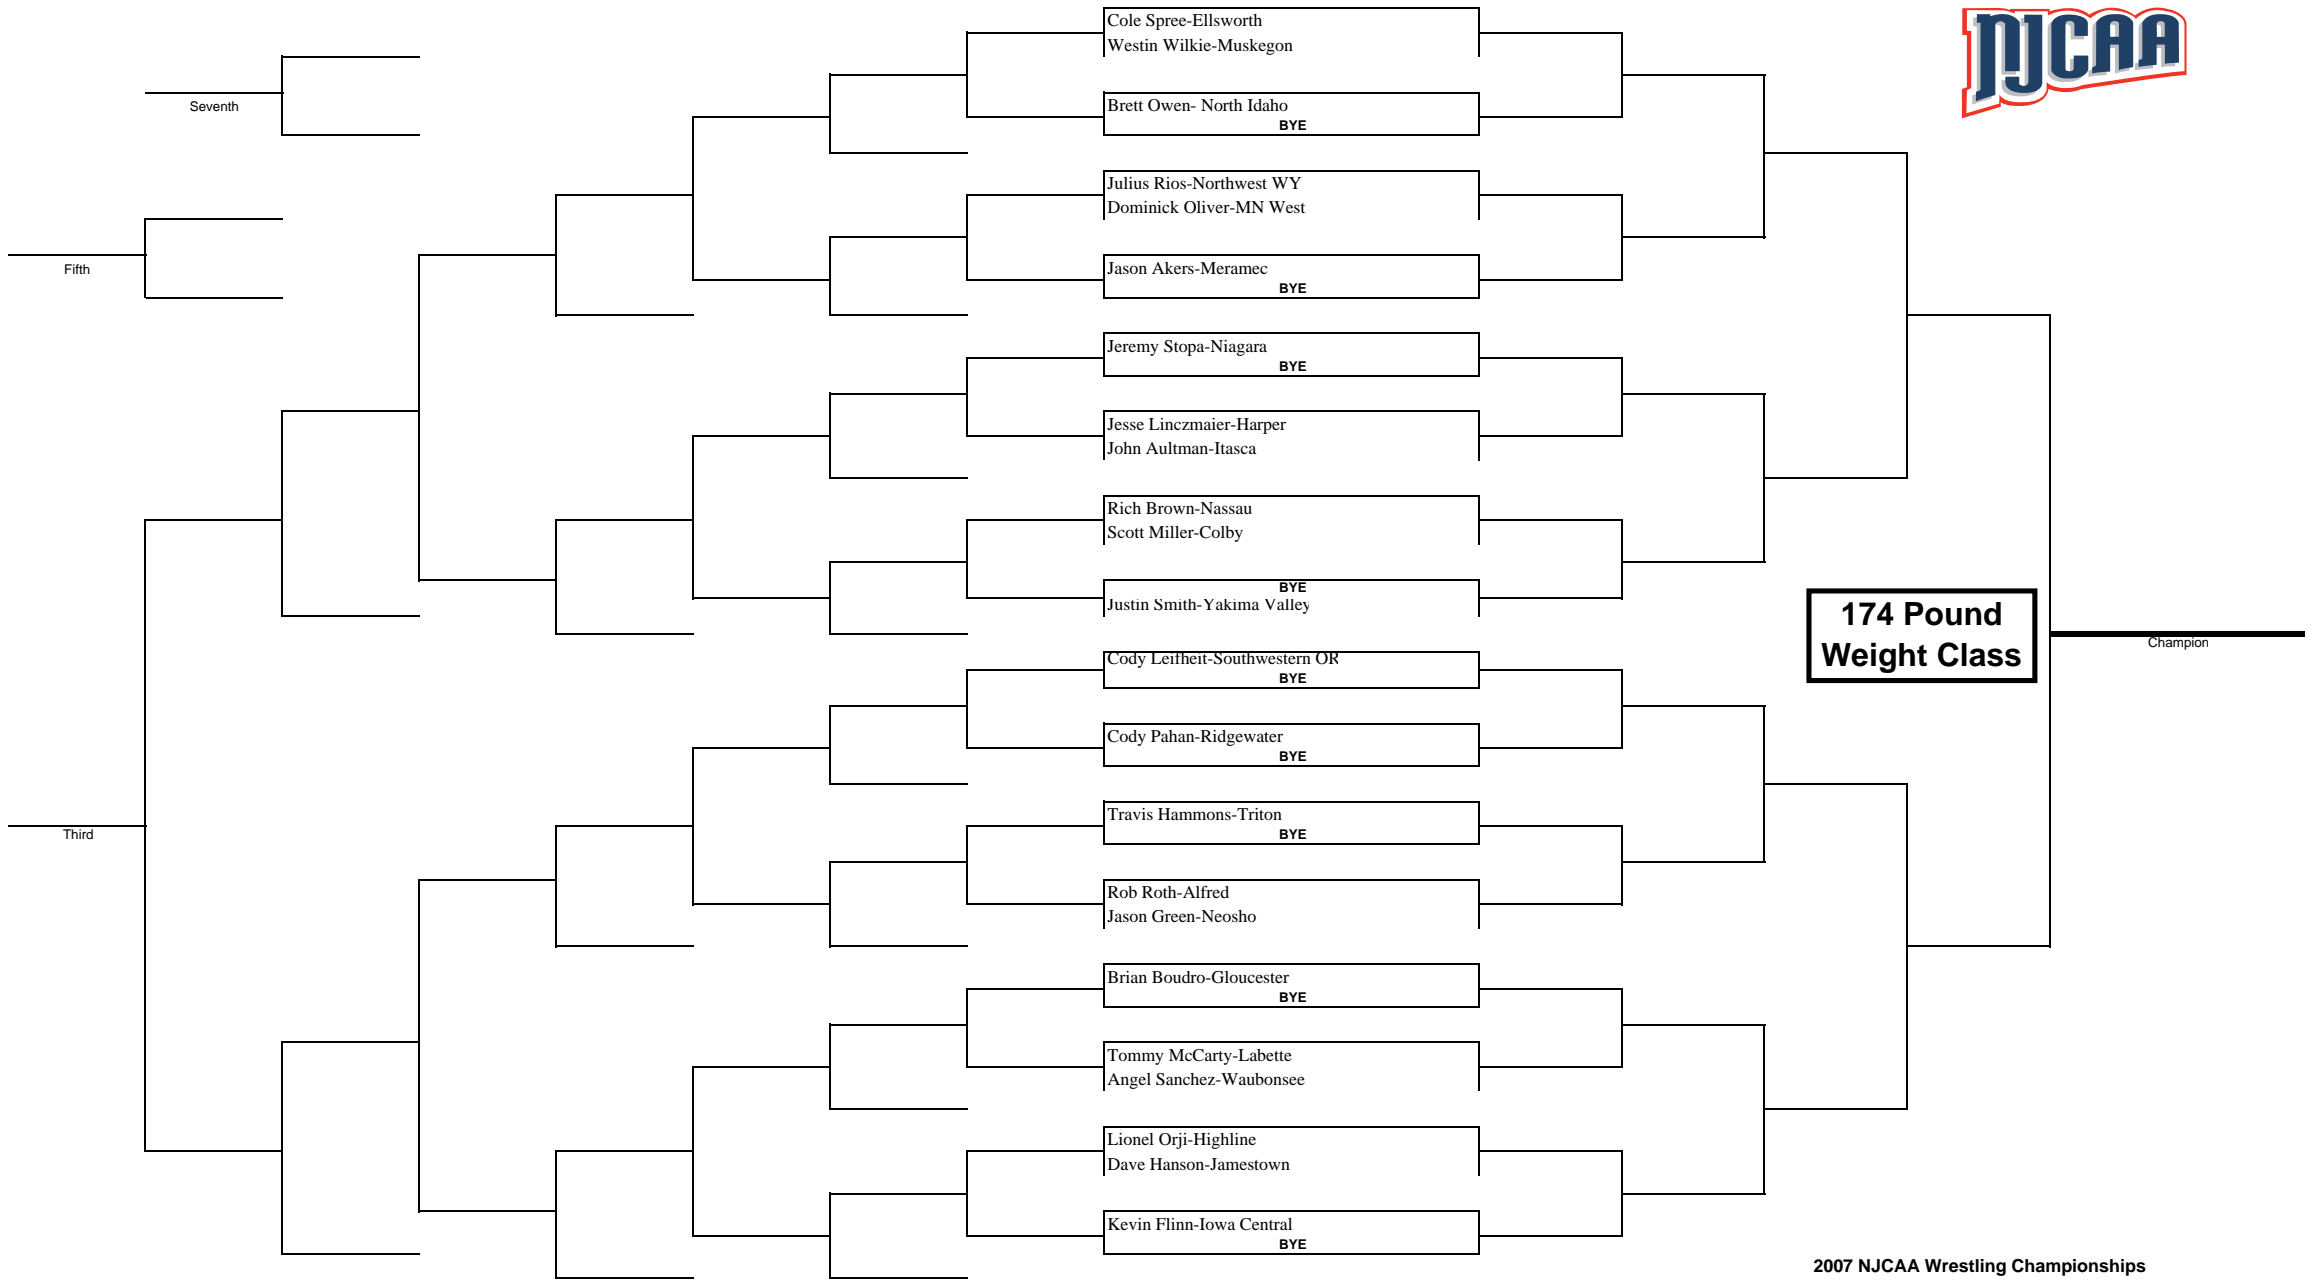 NJCAA
Seventh
Fifth
Third
Cole Spree-Ellsworth
Westin Wilkie-Muskegon
Brett Owen- North Idaho
BYE
Julius Rios-Northwest WY
Dominick Oliver-MN West
Jason Akers-Meramec
BYE
Jeremy Stopa-Niagara
BYE
Jesse Linczmaier-Harper
John Aultman-Itasca
Rich Brown-Nassau
Scott Miller-Colby
BYE
Justin Smith-Yakima Valley
Cody Leifheit-Southwestern OR
BYE
Cody Pahan-Ridgewater
BYE
Travis Hammons-Triton
BYE
Rob Roth-Alfred
Jason Green-Neosho
Brian Boudro-Gloucester
BYE
Tommy McCarty-Labette
Angel Sanchez-Waubonsee
Lionel Orji-Highline
Dave Hanson-Jamestown
Kevin Flinn-Iowa Central
BYE
174 Pound
Weight Class
Champion
2007 NJCAA Wrestling Championships